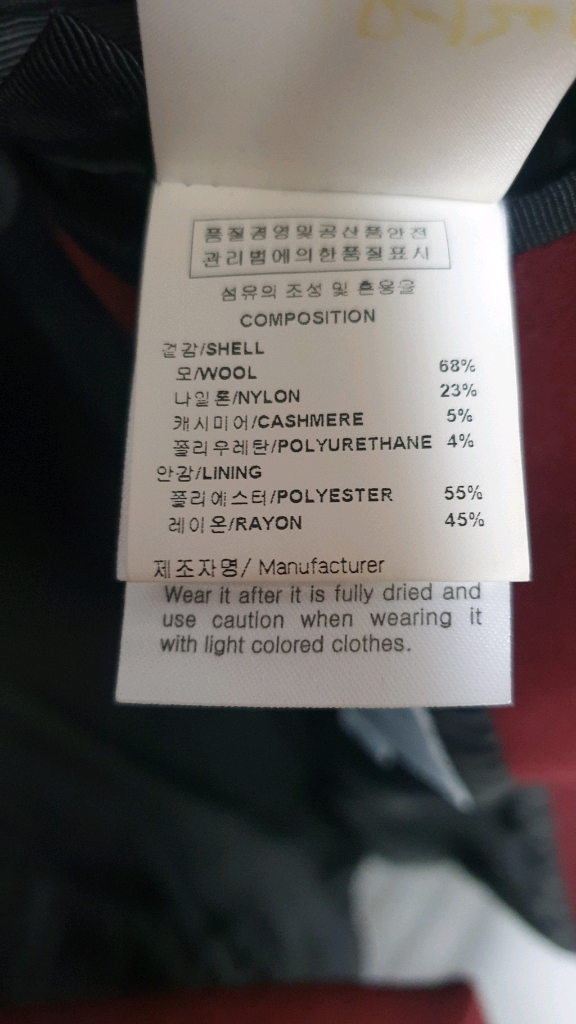 품질경영및공산품안전
관리법에의한품질표시
섬유의 조성 및 혼용율
COMPOSITION
겉감/SHELL
모/WOOL 68%
나일론/NYLON 23%
캐시미어/CASHMERE 5%
폴리우레탄/POLYURETHANE 4%
안감/LINING
폴리에스터/POLYESTER 55%
레이온/RAYON 45%
제조자명/ Manufacturer
Wear it after it is fully dried and
use caution when wearing it
with light colored clothes.